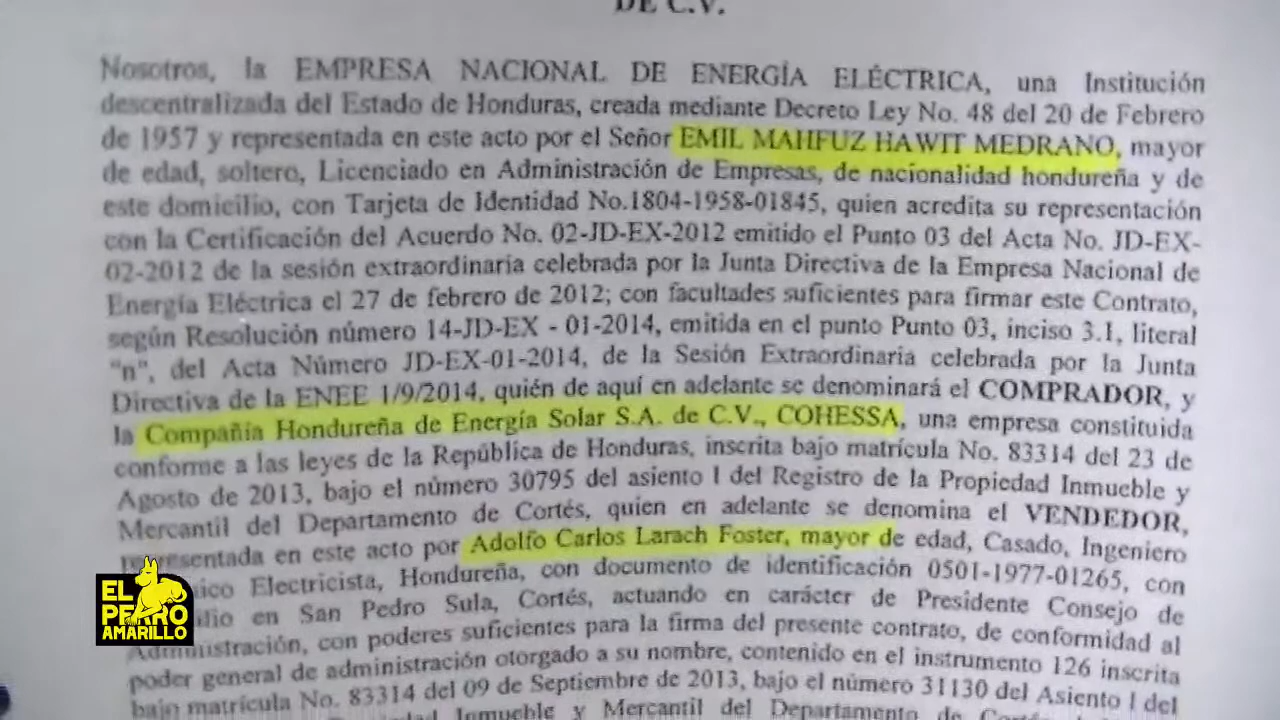 DE C.V.
Nosotros, la EMPRESA NACIONAL DE ENERGÍA ELÉCTRICA, una Institución
descentralizada del Estado de Honduras, creada mediante Decreto Ley No. 48 del 20 de Febrero
de 1957 y representada en este acto por el Señor EMIL MAHFUZ HAWIT MEDRANO, mayor
de edad, soltero, Licenciado en Administración de Empresas, de nacionalidad hondureña y de
este domicilio, con Tarjeta de Identidad No.1804-1958-01845, quien acredita su representación
con la Certificación del Acuerdo No. 02-JD-EX-2012 emitido el Punto 03 del Acta No. JD-EX-
02-2012 de la sesión extraordinaria celebrada por la Junta Directiva de la Empresa Nacional de
Energía Eléctrica el 27 de febrero de 2012; con facultades suficientes para firmar este Contrato,
según Resolución número 14-JD-EX - 01-2014, emitida en el punto Punto 03, inciso 3.1, literal
"n", del Acta Número JD-EX-01-2014, de la Sesión Extraordinaria celebrada por la Junta
Directiva de la ENEE 1/9/2014, quién de aquí en adelante se denominará el COMPRADOR, y
la Compañia Hondureña de Energía Solar S.A. de C.V., COHESSA, una empresa constituida
conforme a las leyes de la República de Honduras, inscrita bajo matrícula No. 83314 del 23 de
Agosto de 2013, bajo el número 30795 del asiento I del Registro de la Propiedad Inmueble y
Mercantil del Departamento de Cortés, quien en adelante se denomina el VENDEDOR,
representada en este acto por Adolfo Carlos Larach Foster, mayor de edad, Casado, Ingeniero
Electricista, Hondureña, con documento de identificación 0501-1977-01265, con
en San Pedro Sula, Cortés, actuando en carácter de Presidente Consejo de
Administración, con poderes suficientes para la firma del presente contrato, de conformidad al
poder general de administración otorgado a su nombre, contenido en el instrumento 126 inscrita
bajo matrícula No. 83314 del 09 de Septiembre de 2013, bajo el número 31130 del Asiento I del
Inmueble y Mercantil del Departamento de
EL
PERRO
AMARILLO